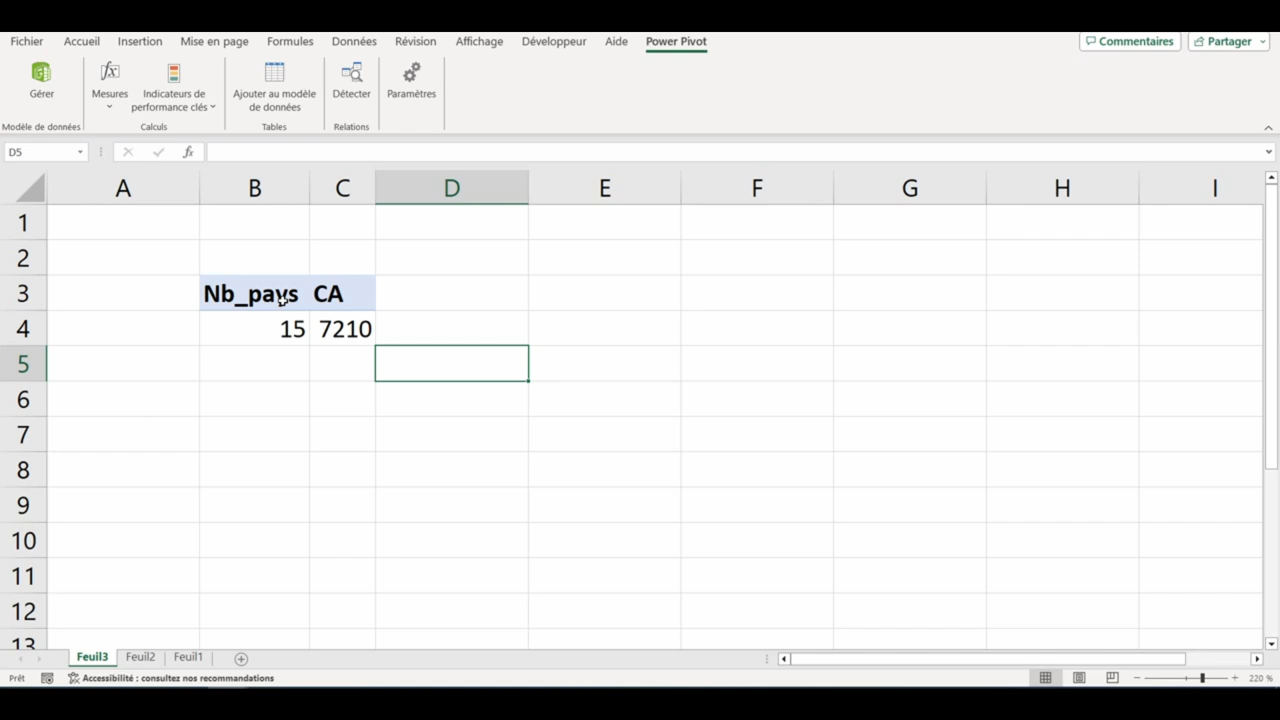 Fichier Accueil Insertion Mise en page Formules Données Révision Affichage Développeur Aide Power Pivot Commentaires Partager
Gérer Mesures Indicateurs de performance clés Ajouter au modèle de données Détecter Paramètres
Modèle de données Calculs Tables Relations
D5 fx
A B C D E F G H I
1
2
3 Nb_pays CA
4 15 7210
5
6
7
8
9
10
11
12
13
Feuil3 Feuil2 Feuil1
Prêt Accessibilité : consultez nos recommandations 220 %